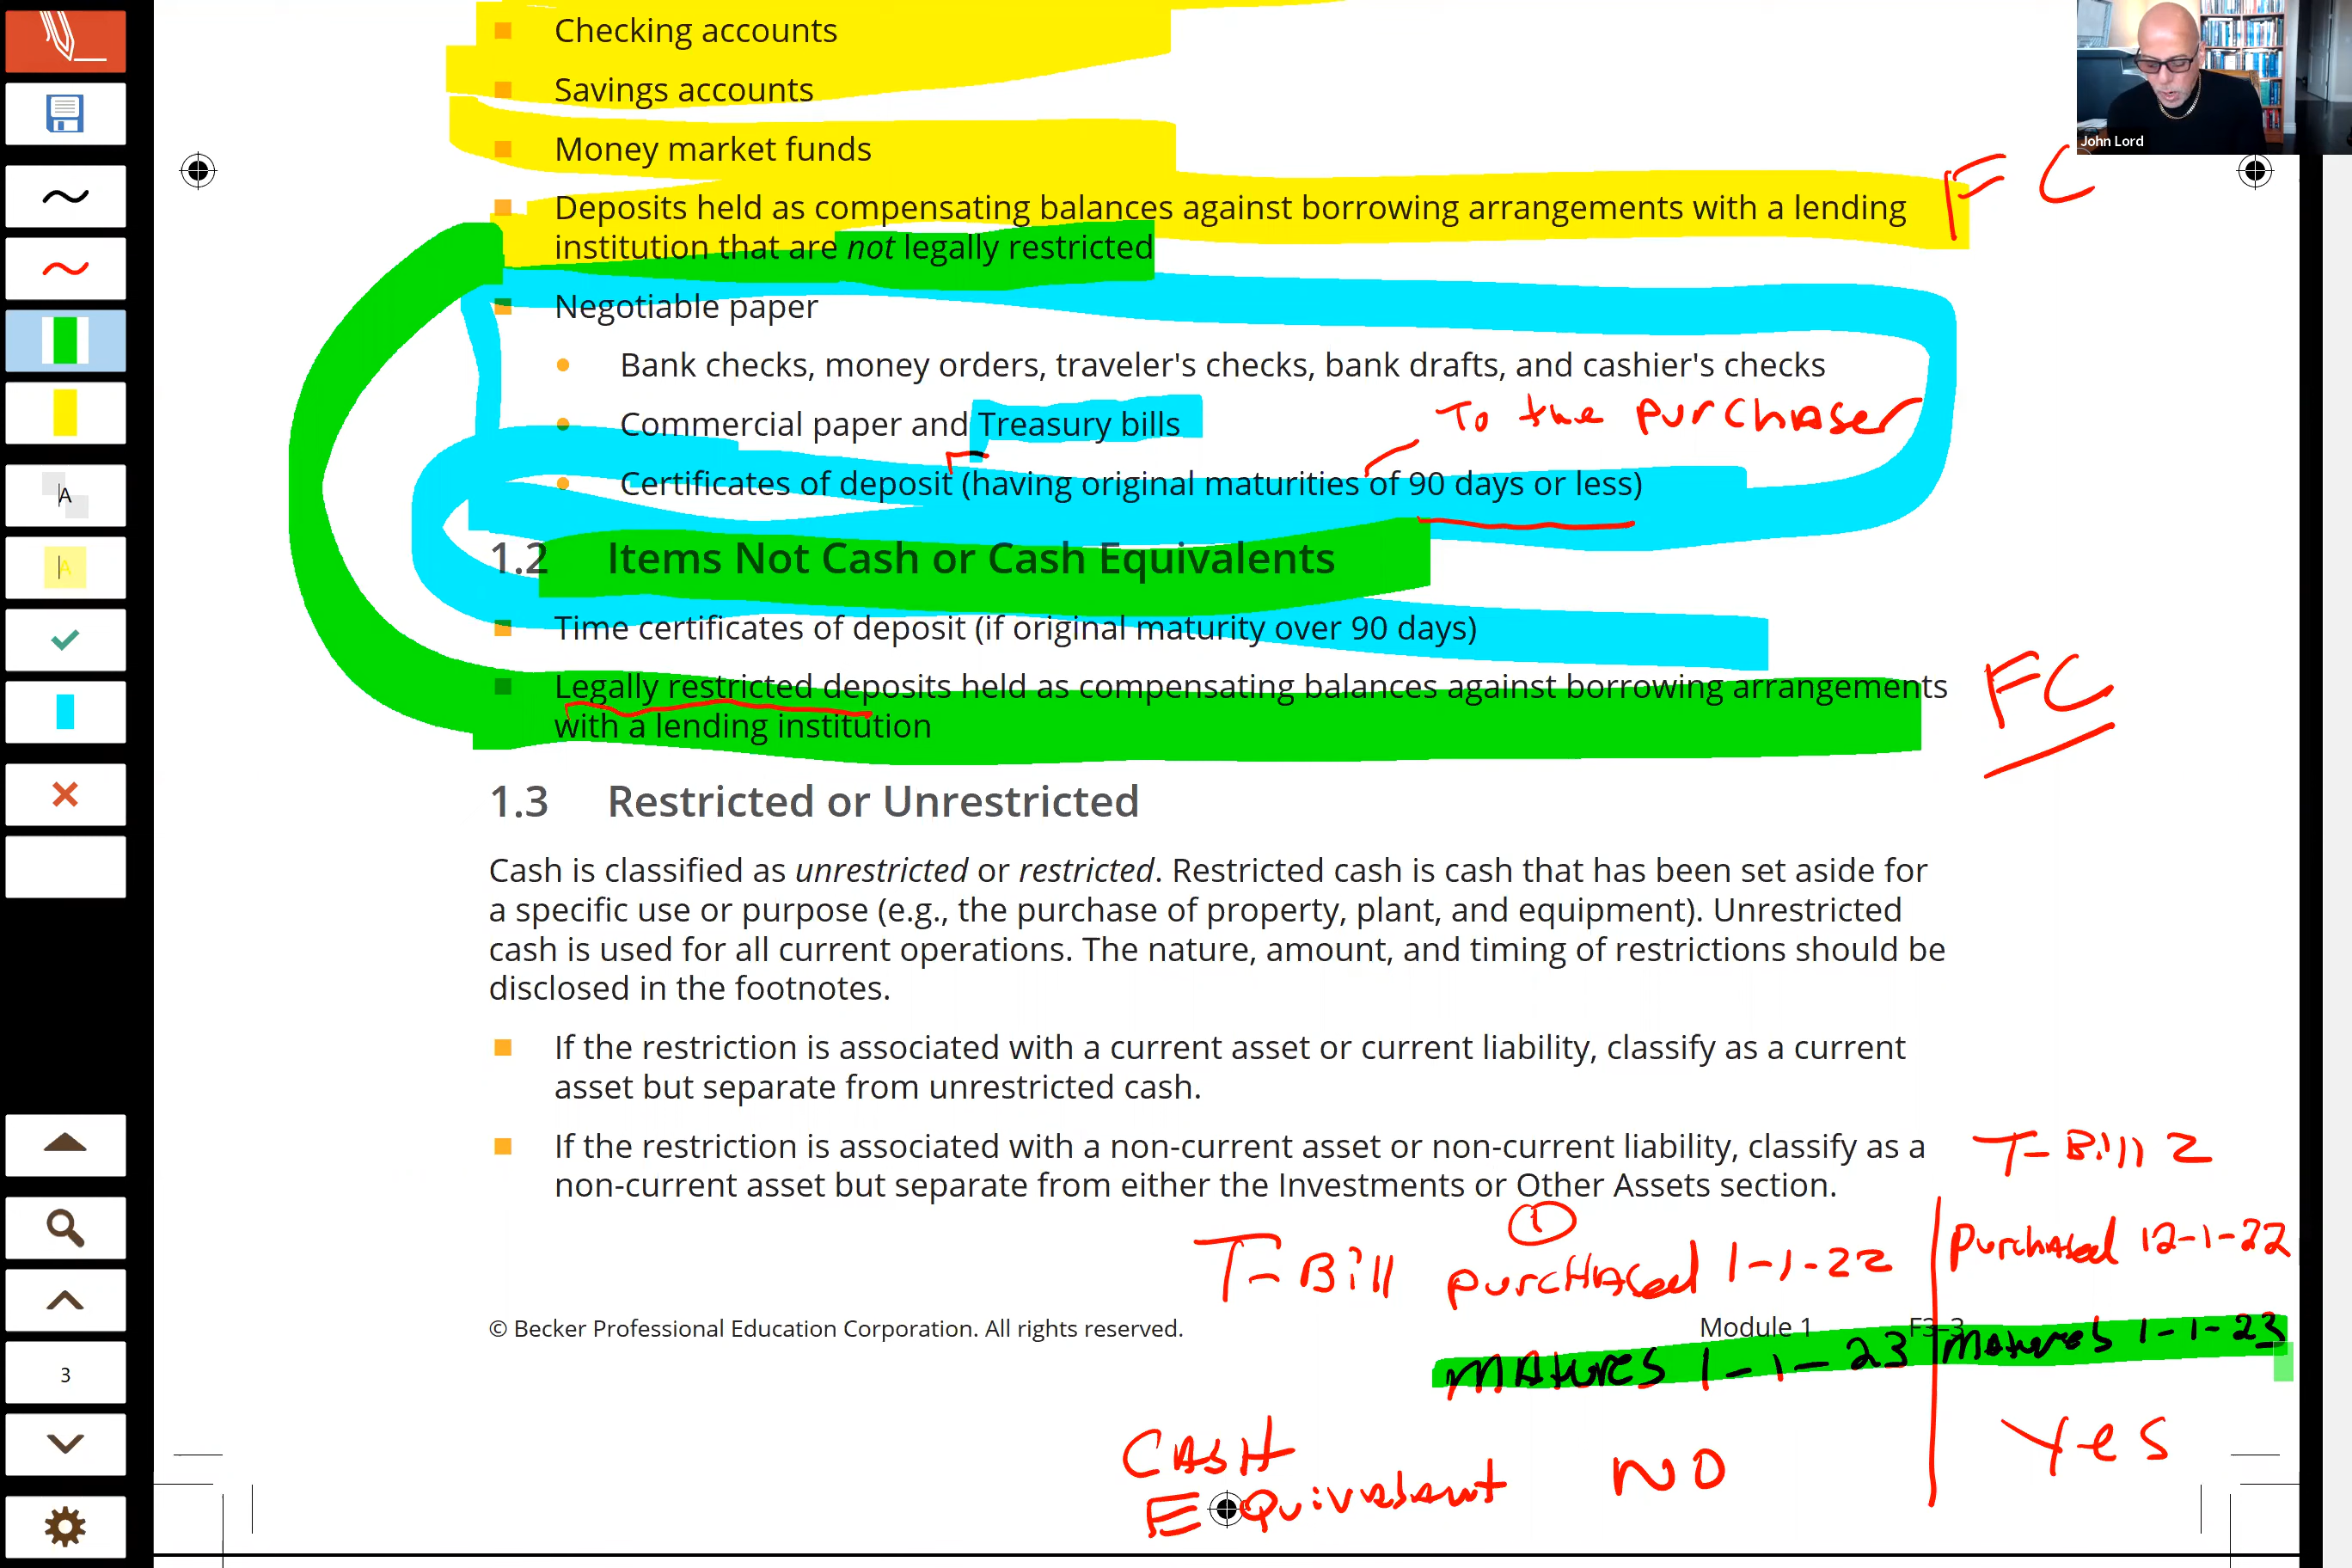 Checking accounts
Savings accounts
Money market funds
John Lord
FC
Deposits held as compensating balances against borrowing arrangements with a lending
institution that are not legally restricted
Negotiable paper
Bank checks, money orders, traveler's checks, bank drafts, and cashier's checks
To the purchaser
Commercial paper and Treasury bills
Certificates of deposit (having original maturities of 90 days or less)
1.2 Items Not Cash or Cash Equivalents
Time certificates of deposit (if original maturity over 90 days)
Legally restricted deposits held as compensating balances against borrowing arrangements
with a lending institution
FC
1.3 Restricted or Unrestricted
Cash is classified as unrestricted or restricted. Restricted cash is cash that has been set aside for
a specific use or purpose (e.g., the purchase of property, plant, and equipment). Unrestricted
cash is used for all current operations. The nature, amount, and timing of restrictions should be
disclosed in the footnotes.
If the restriction is associated with a current asset or current liability, classify as a current
asset but separate from unrestricted cash.
If the restriction is associated with a non-current asset or non-current liability, classify as a
non-current asset but separate from either the Investments or Other Assets section.
T-Bill 2
1
T-Bill purchased 1-1-22
Purchased 12-1-22
© Becker Professional Education Corporation. All rights reserved.
Module 1
F3-3
matures 1-1-23
matures 1-1-23
CASH
Equivalent
NO
Yes
A
A
3